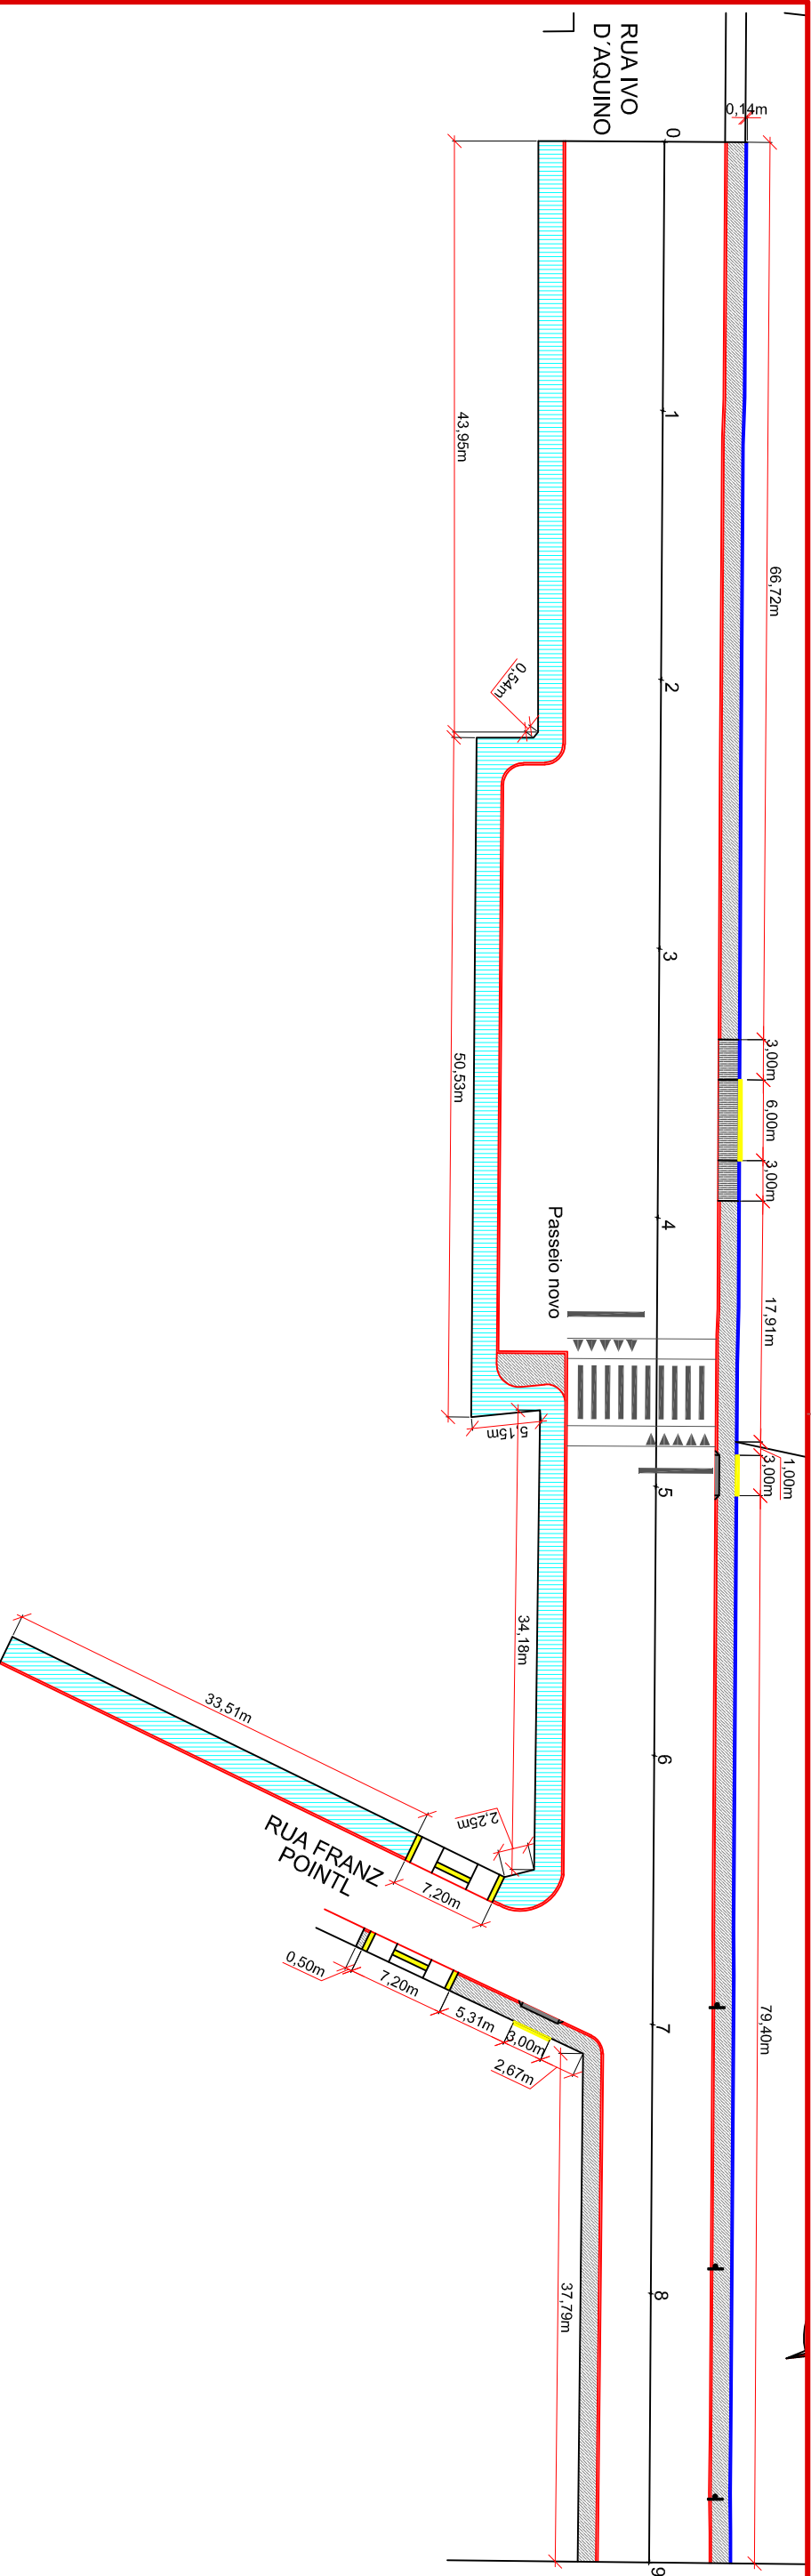 RUA IVO
D´AQUINO
0,14m
0
66,72m
1
43,95m
2
0,54m
3
3,00m
6,00m
3,00m
50,53m
4
Passeio novo
17,91m
5,15m
1,00m
3,00m
5
34,18m
33,51m
6
2,25m
RUA FRANZ
POINTL
7,20m
0,50m
7,20m
5,31m
3,00m
2,67m
7
79,40m
37,79m
8
9